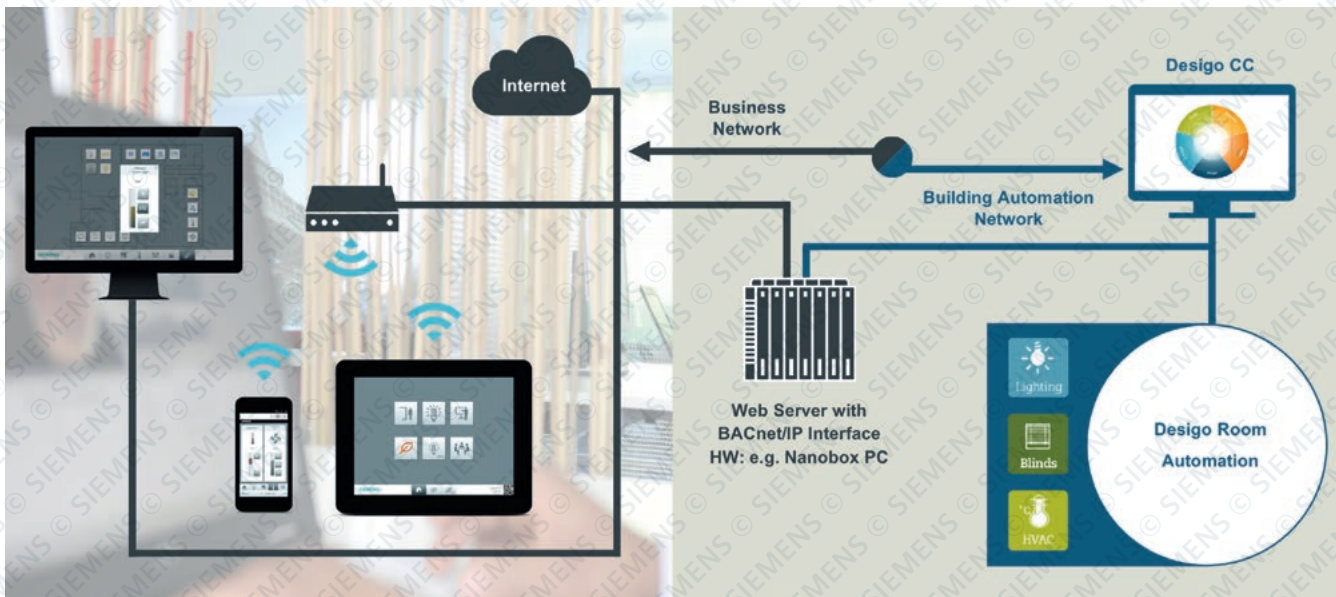 Internet
Business
Network
Desigo CC
Building Automation
Network
Web Server with
BACnet/IP Interface
HW: e.g. Nanobox PC
Lighting
Blinds
°C
HVAC
Desigo Room
Automation
© SIEMENS